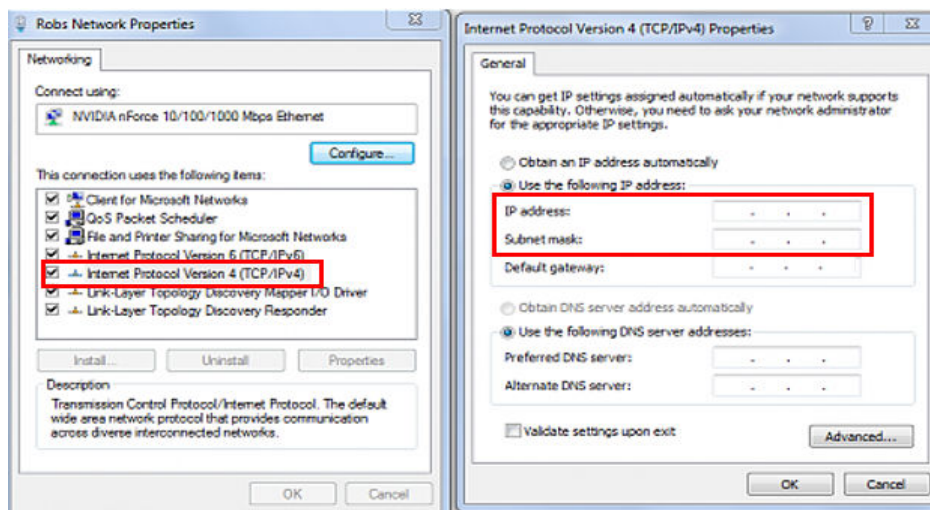 Robs Network Properties
Networking
Connect using:
NVIDIA nForce 10/100/1000 Mbps Ethernet
Configure...
This connection uses the following items:
Client for Microsoft Networks
QoS Packet Scheduler
File and Printer Sharing for Microsoft Networks
Internet Protocol Version 6 (TCP/IPv6)
Internet Protocol Version 4 (TCP/IPv4)
Link-Layer Topology Discovery Mapper I/O Driver
Link-Layer Topology Discovery Responder
Install...
Uninstall
Properties
Description
Transmission Control Protocol/Internet Protocol. The default
wide area network protocol that provides communication
across diverse interconnected networks.
OK
Cancel
Internet Protocol Version 4 (TCP/IPv4) Properties
General
You can get IP settings assigned automatically if your network supports
this capability. Otherwise, you need to ask your network administrator
for the appropriate IP settings.
Obtain an IP address automatically
Use the following IP address:
IP address:
Subnet mask:
Default gateway:
Obtain DNS server address automatically
Use the following DNS server addresses:
Preferred DNS server:
Alternate DNS server:
Validate settings upon exit
Advanced...
OK
Cancel